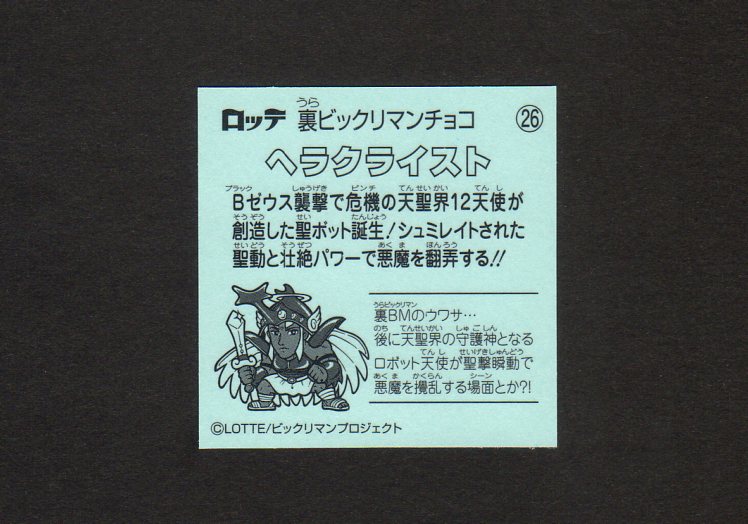 ロッテ 裏ビックリマンチョコ 26
ヘラクライスト
Bゼウス襲撃で危機の天聖界12天使が
創造した聖ボット誕生!シュミレイトされた
聖動と壮絶パワーで悪魔を翻弄する!!
裏BMのウワサ…
後に天聖界の守護神となる
ロボット天使が聖撃瞬動で
悪魔を攪乱する場面とか?!
©LOTTE/ビックリマンプロジェクト